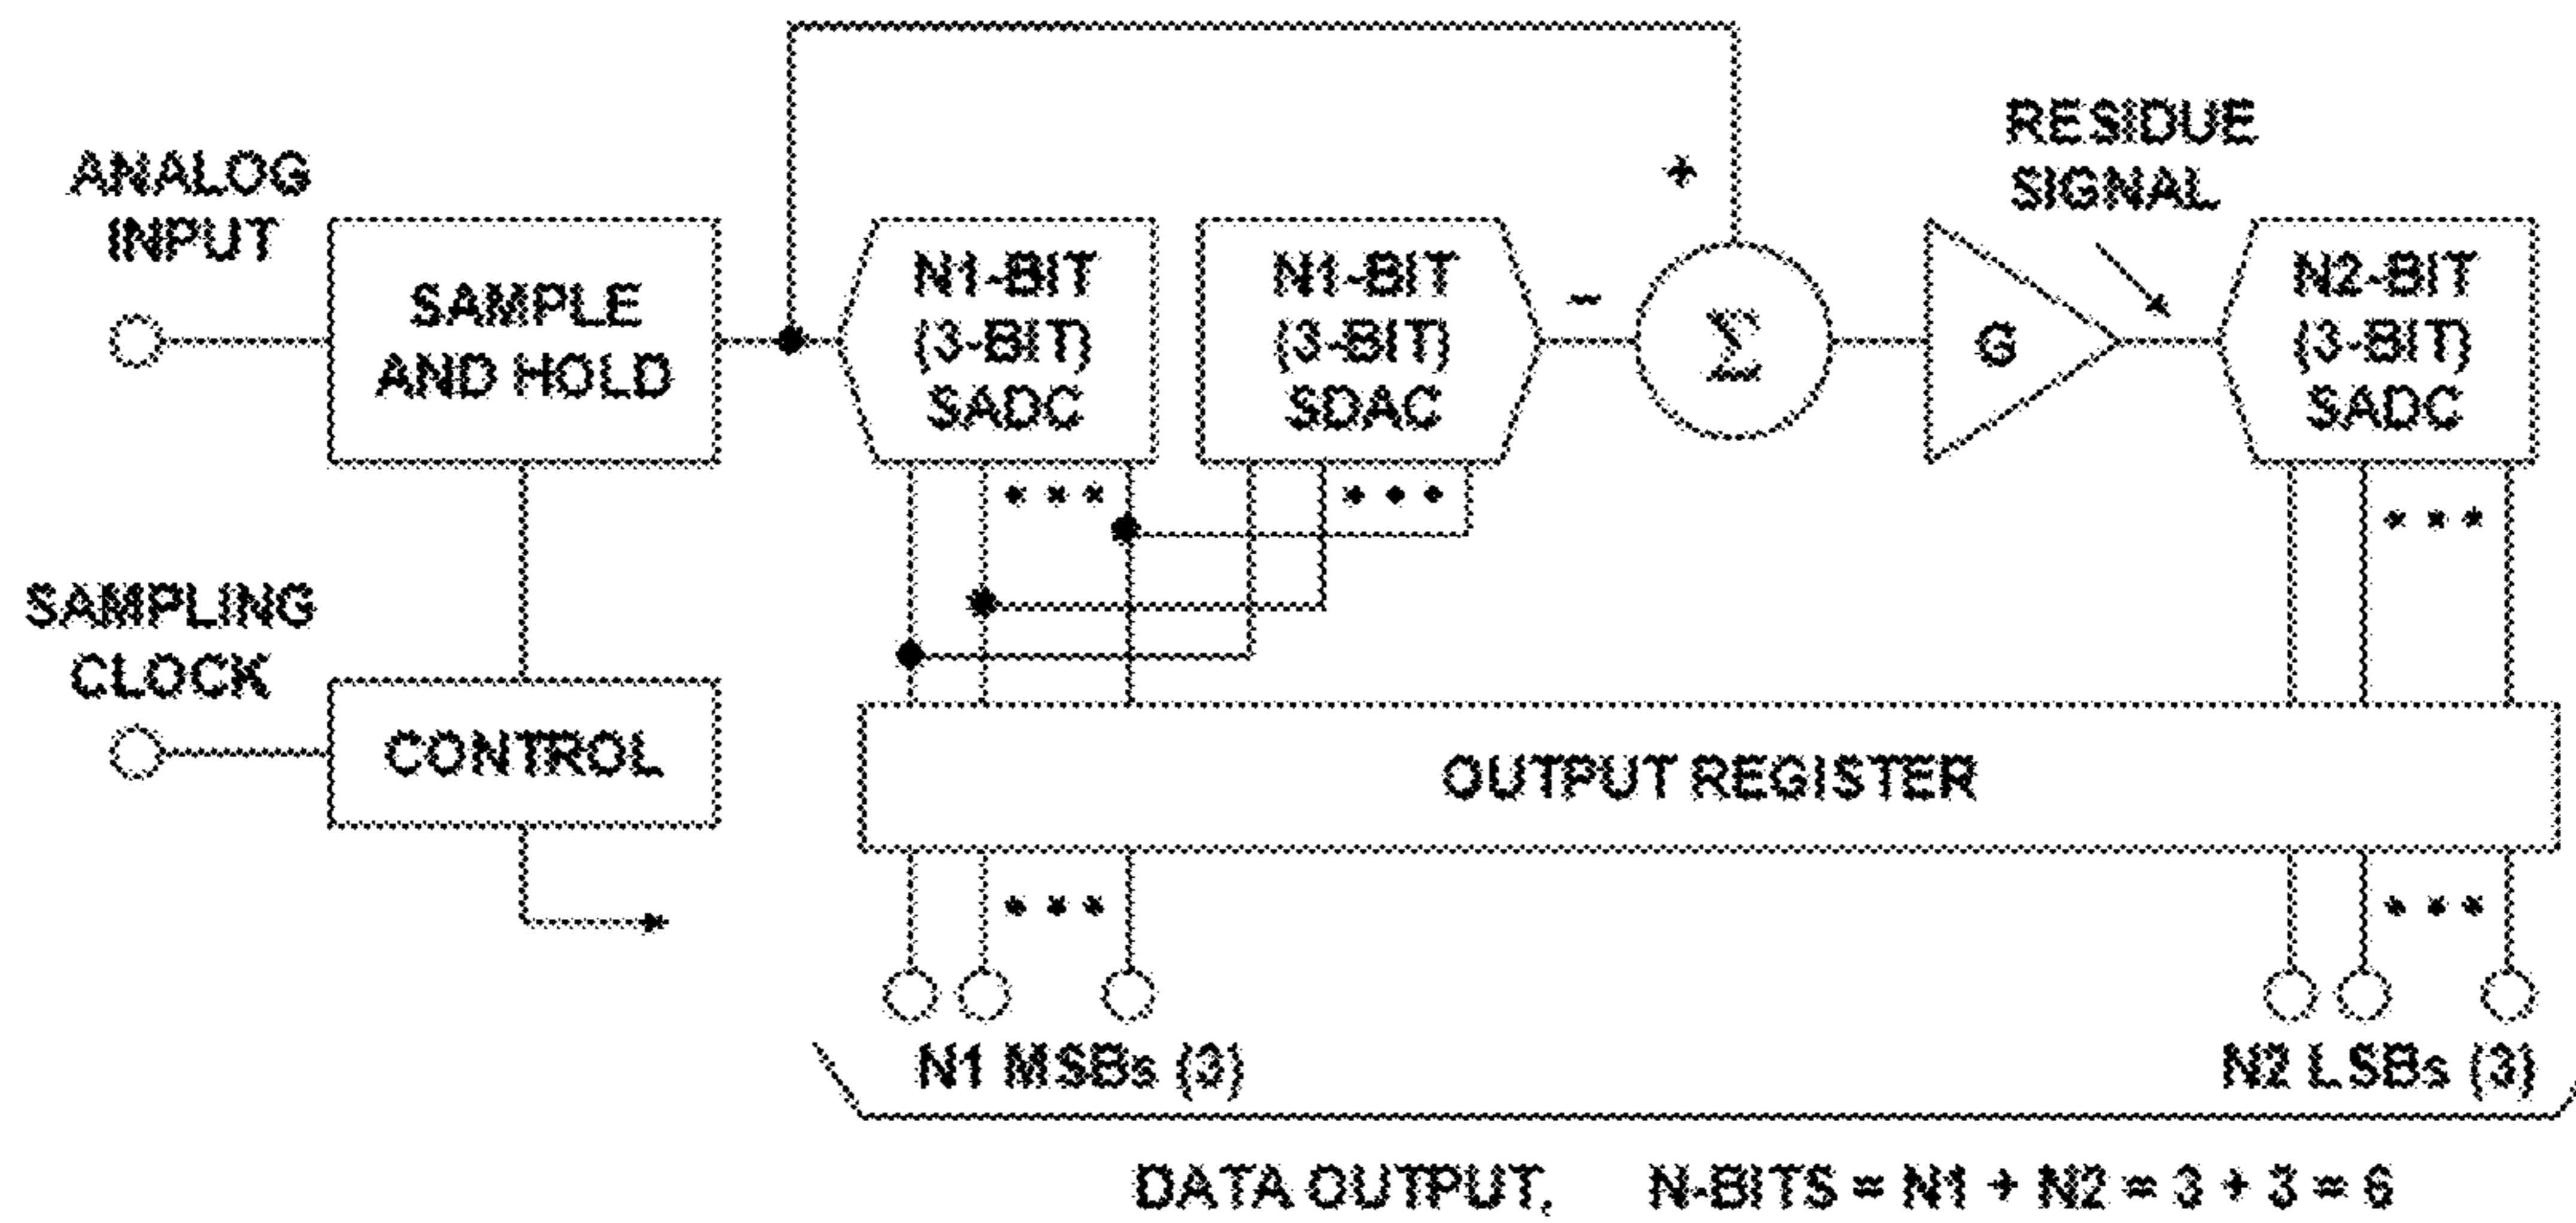 ANALOG
INPUT
SAMPLE
AND HOLD
N1-BIT
(3-BIT)
SADC
N1-BIT
(3-BIT)
SDAC
+
–
Σ
G
RESIDUE
SIGNAL
N2-BIT
(3-BIT)
SADC
SAMPLING
CLOCK
CONTROL
OUTPUT REGISTER
N1 MSBs (3)
N2 LSBs (3)
DATA OUTPUT, N-BITS = N1 + N2 = 3 + 3 = 6